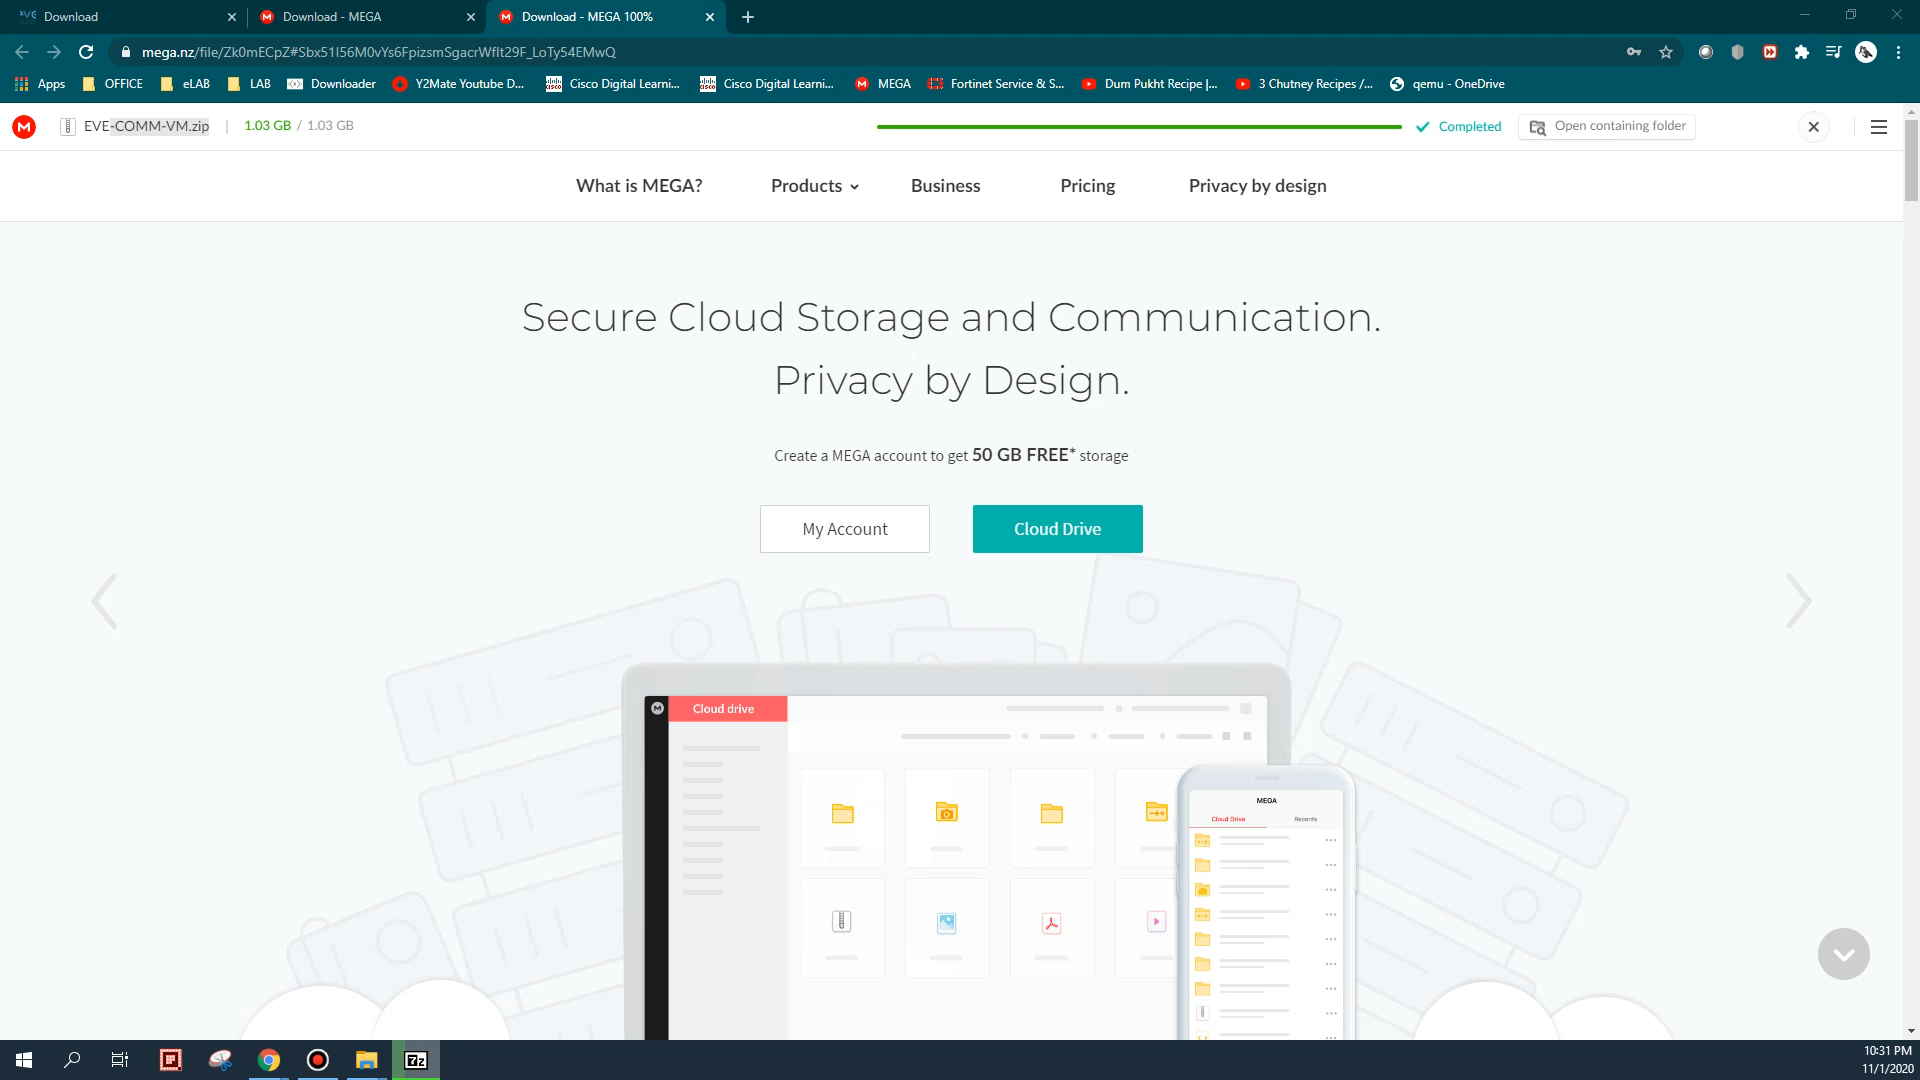 Download
Download - MEGA
Download - MEGA 100%
mega.nz/file/Zk0mECpZ#Sbx51I56M0vYs6FpizsmSgacrWfIt29F_LoTy54EMwQ
Apps
OFFICE
eLAB
LAB
Downloader
Y2Mate Youtube D...
Cisco Digital Learni...
Cisco Digital Learni...
MEGA
Fortinet Service & S...
Dum Pukht Recipe |...
3 Chutney Recipes /...
qemu - OneDrive
EVE-COMM-VM.zip
1.03 GB / 1.03 GB
Completed
Open containing folder
What is MEGA?
Products
Business
Pricing
Privacy by design
Secure Cloud Storage and Communication.
Privacy by Design.
Create a MEGA account to get 50 GB FREE* storage
My Account
Cloud Drive
Cloud drive
MEGA
Cloud Drive
Recents
10:31 PM
11/1/2020